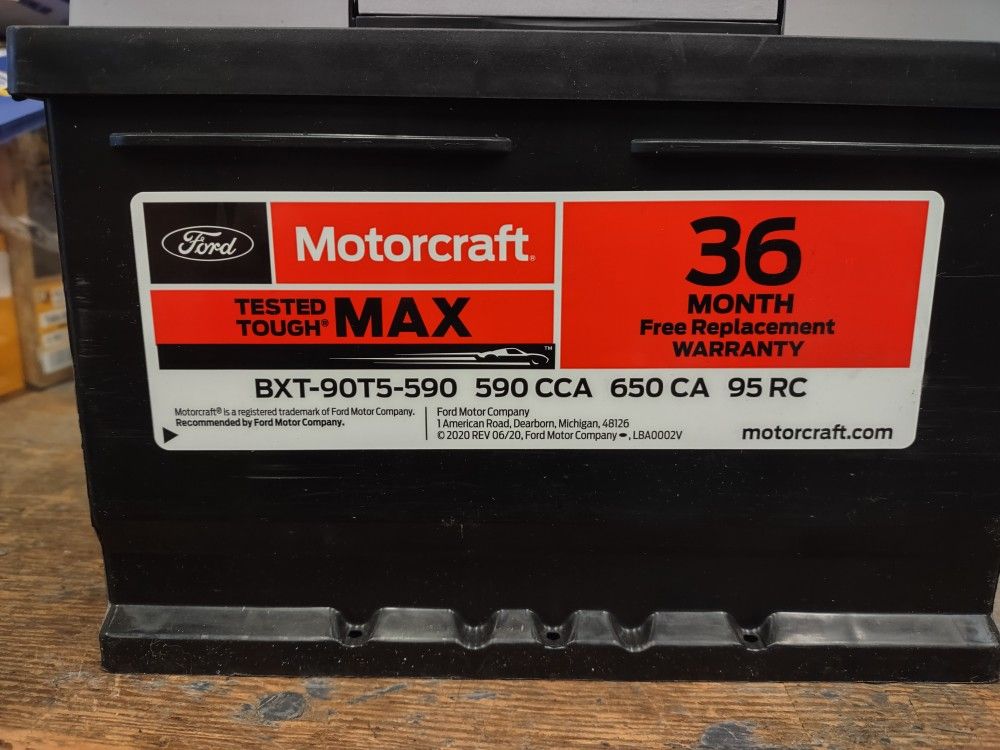 Ford
Motorcraft®
TESTED
TOUGH® MAX
™
36
MONTH
Free Replacement
WARRANTY
BXT-90T5-590 590 CCA 650 CA 95 RC
Motorcraft® is a registered trademark of Ford Motor Company.
Recommended by Ford Motor Company.
Ford Motor Company
1 American Road, Dearborn, Michigan, 48126
© 2020 REV 06/20, Ford Motor Company , LBA0002V
motorcraft.com